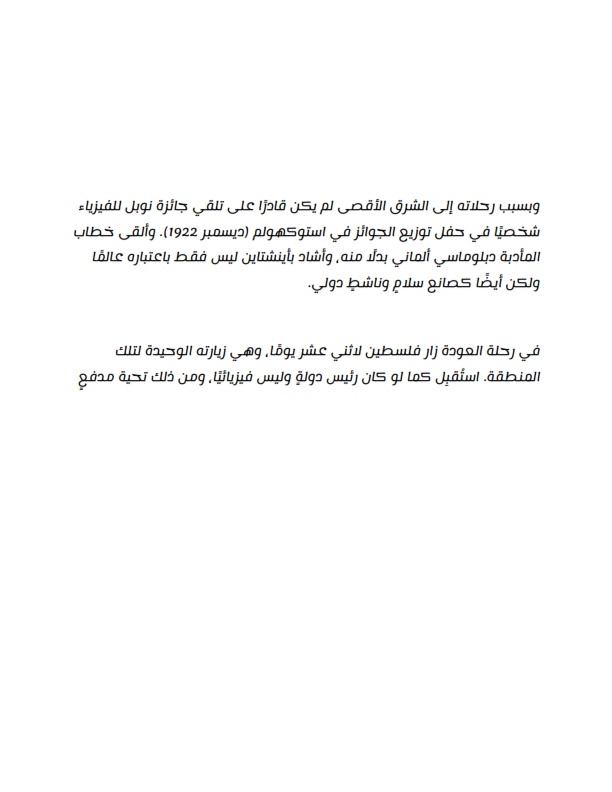 وبسبب رحلاته إلى الشرق الأقصى لم يكن قادرًا على تلقي جائزة نوبل للفيزياء
شخصيًا في حفل توزيع الجوائز في استوكهولم (ديسمبر 1922). وألقى خطاب
المأدبة دبلوماسي ألماني بدلًا منه، وأشاد بأينشتاين ليس فقط باعتباره عالمًا
ولكن أيضًا كصانع سلامٍ وناشطٍ دولي.
في رحلة العودة زار فلسطين لاثني عشر يومًا، وهي زيارته الوحيدة لتلك
المنطقة. استُقبِل كما لو كان رئيس دولةٍ وليس فيزيائيًا، ومن ذلك تحية مدفعٍ